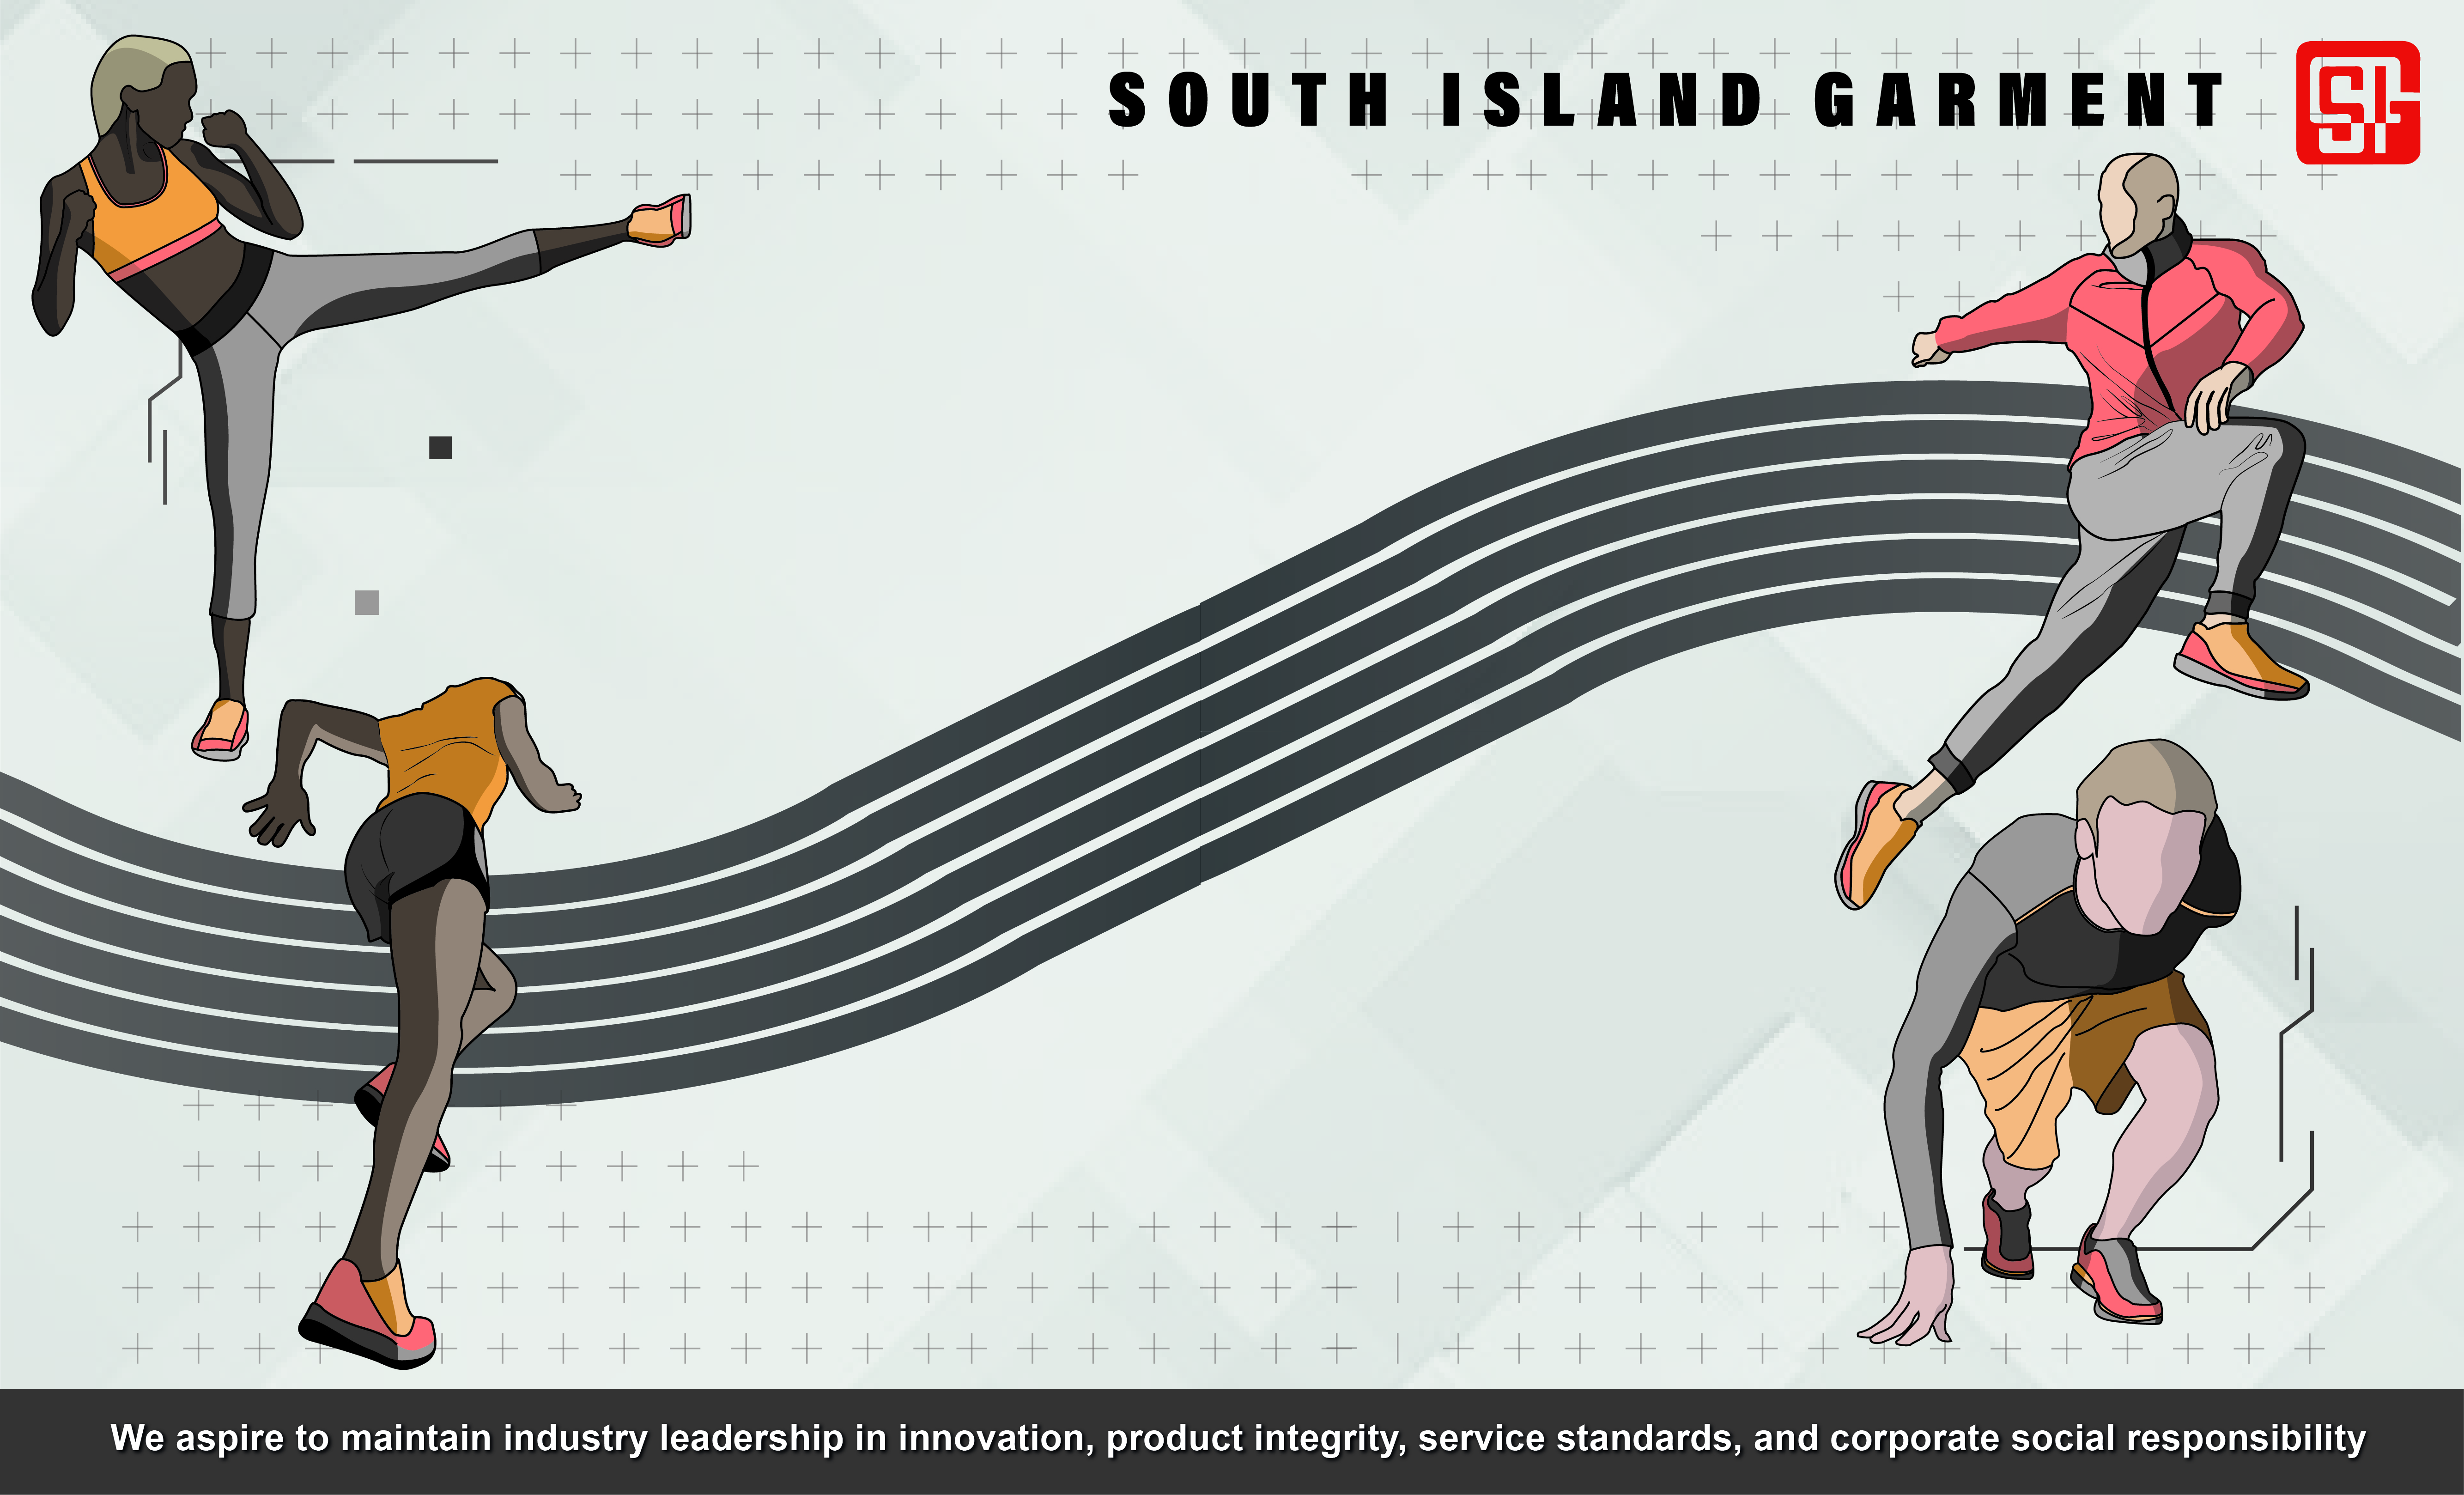 SOUTH ISLAND GARMENT
SIG
We aspire to maintain industry leadership in innovation, product integrity, service standards, and corporate social responsibility